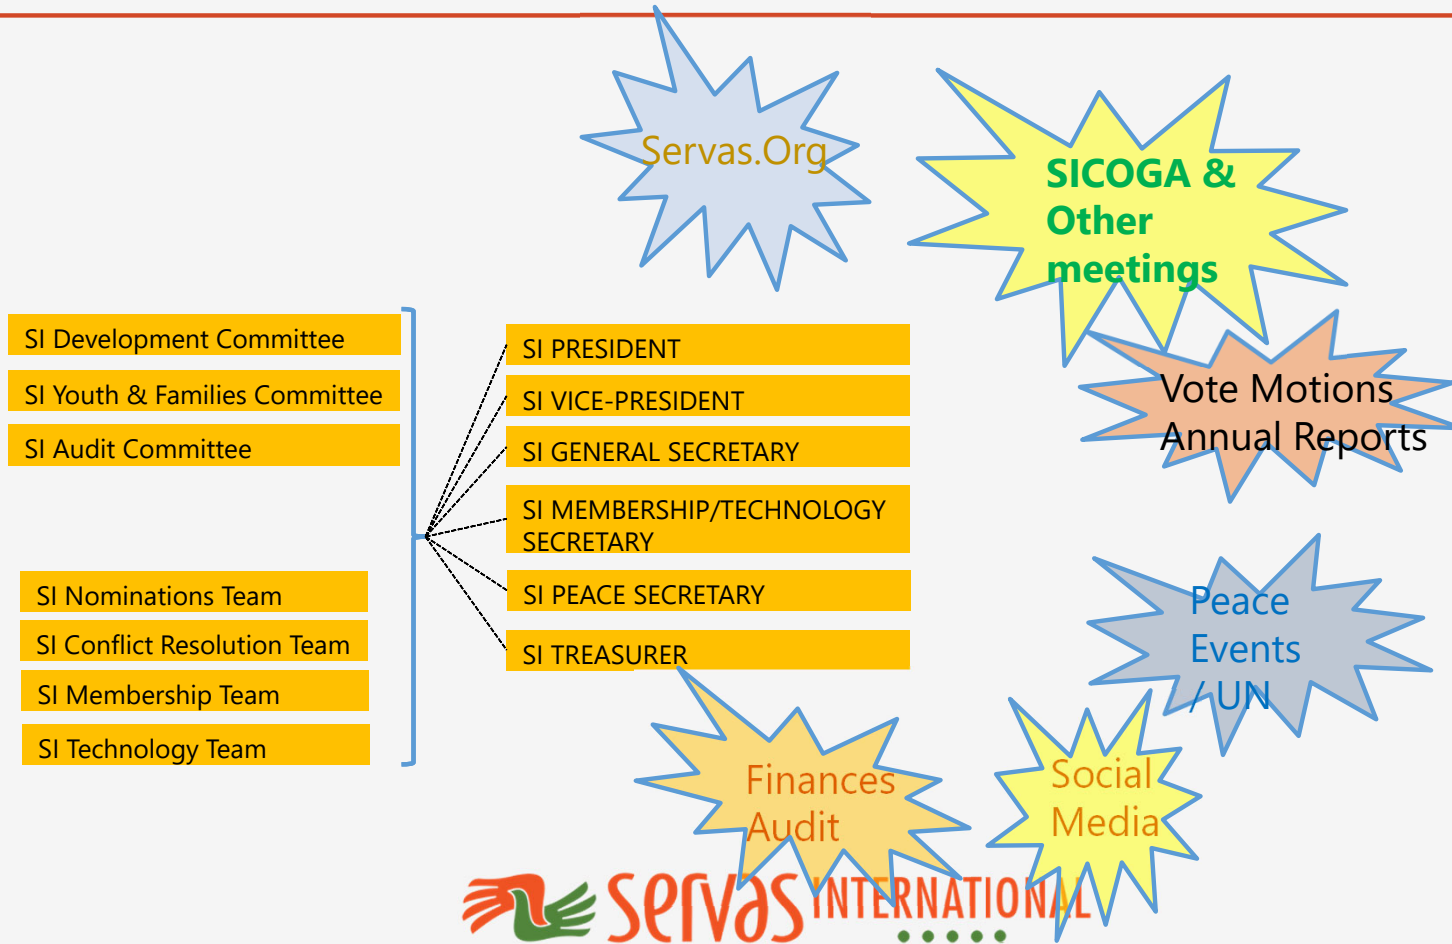 Servas.Org
SICOGA &
Other
meetings
SI Development Committee
SI Youth & Families Committee
SI Audit Committee
SI Nominations Team
SI Conflict Resolution Team
SI Membership Team
SI Technology Team
SI PRESIDENT
SI VICE-PRESIDENT
SI GENERAL SECRETARY
SI MEMBERSHIP/TECHNOLOGY
SECRETARY
SI PEACE SECRETARY
SI TREASURER
Vote Motions
Annual Reports
Peace
Events
/ UN
Finances
Audit
Social
Media
servas INTERNATIONAL